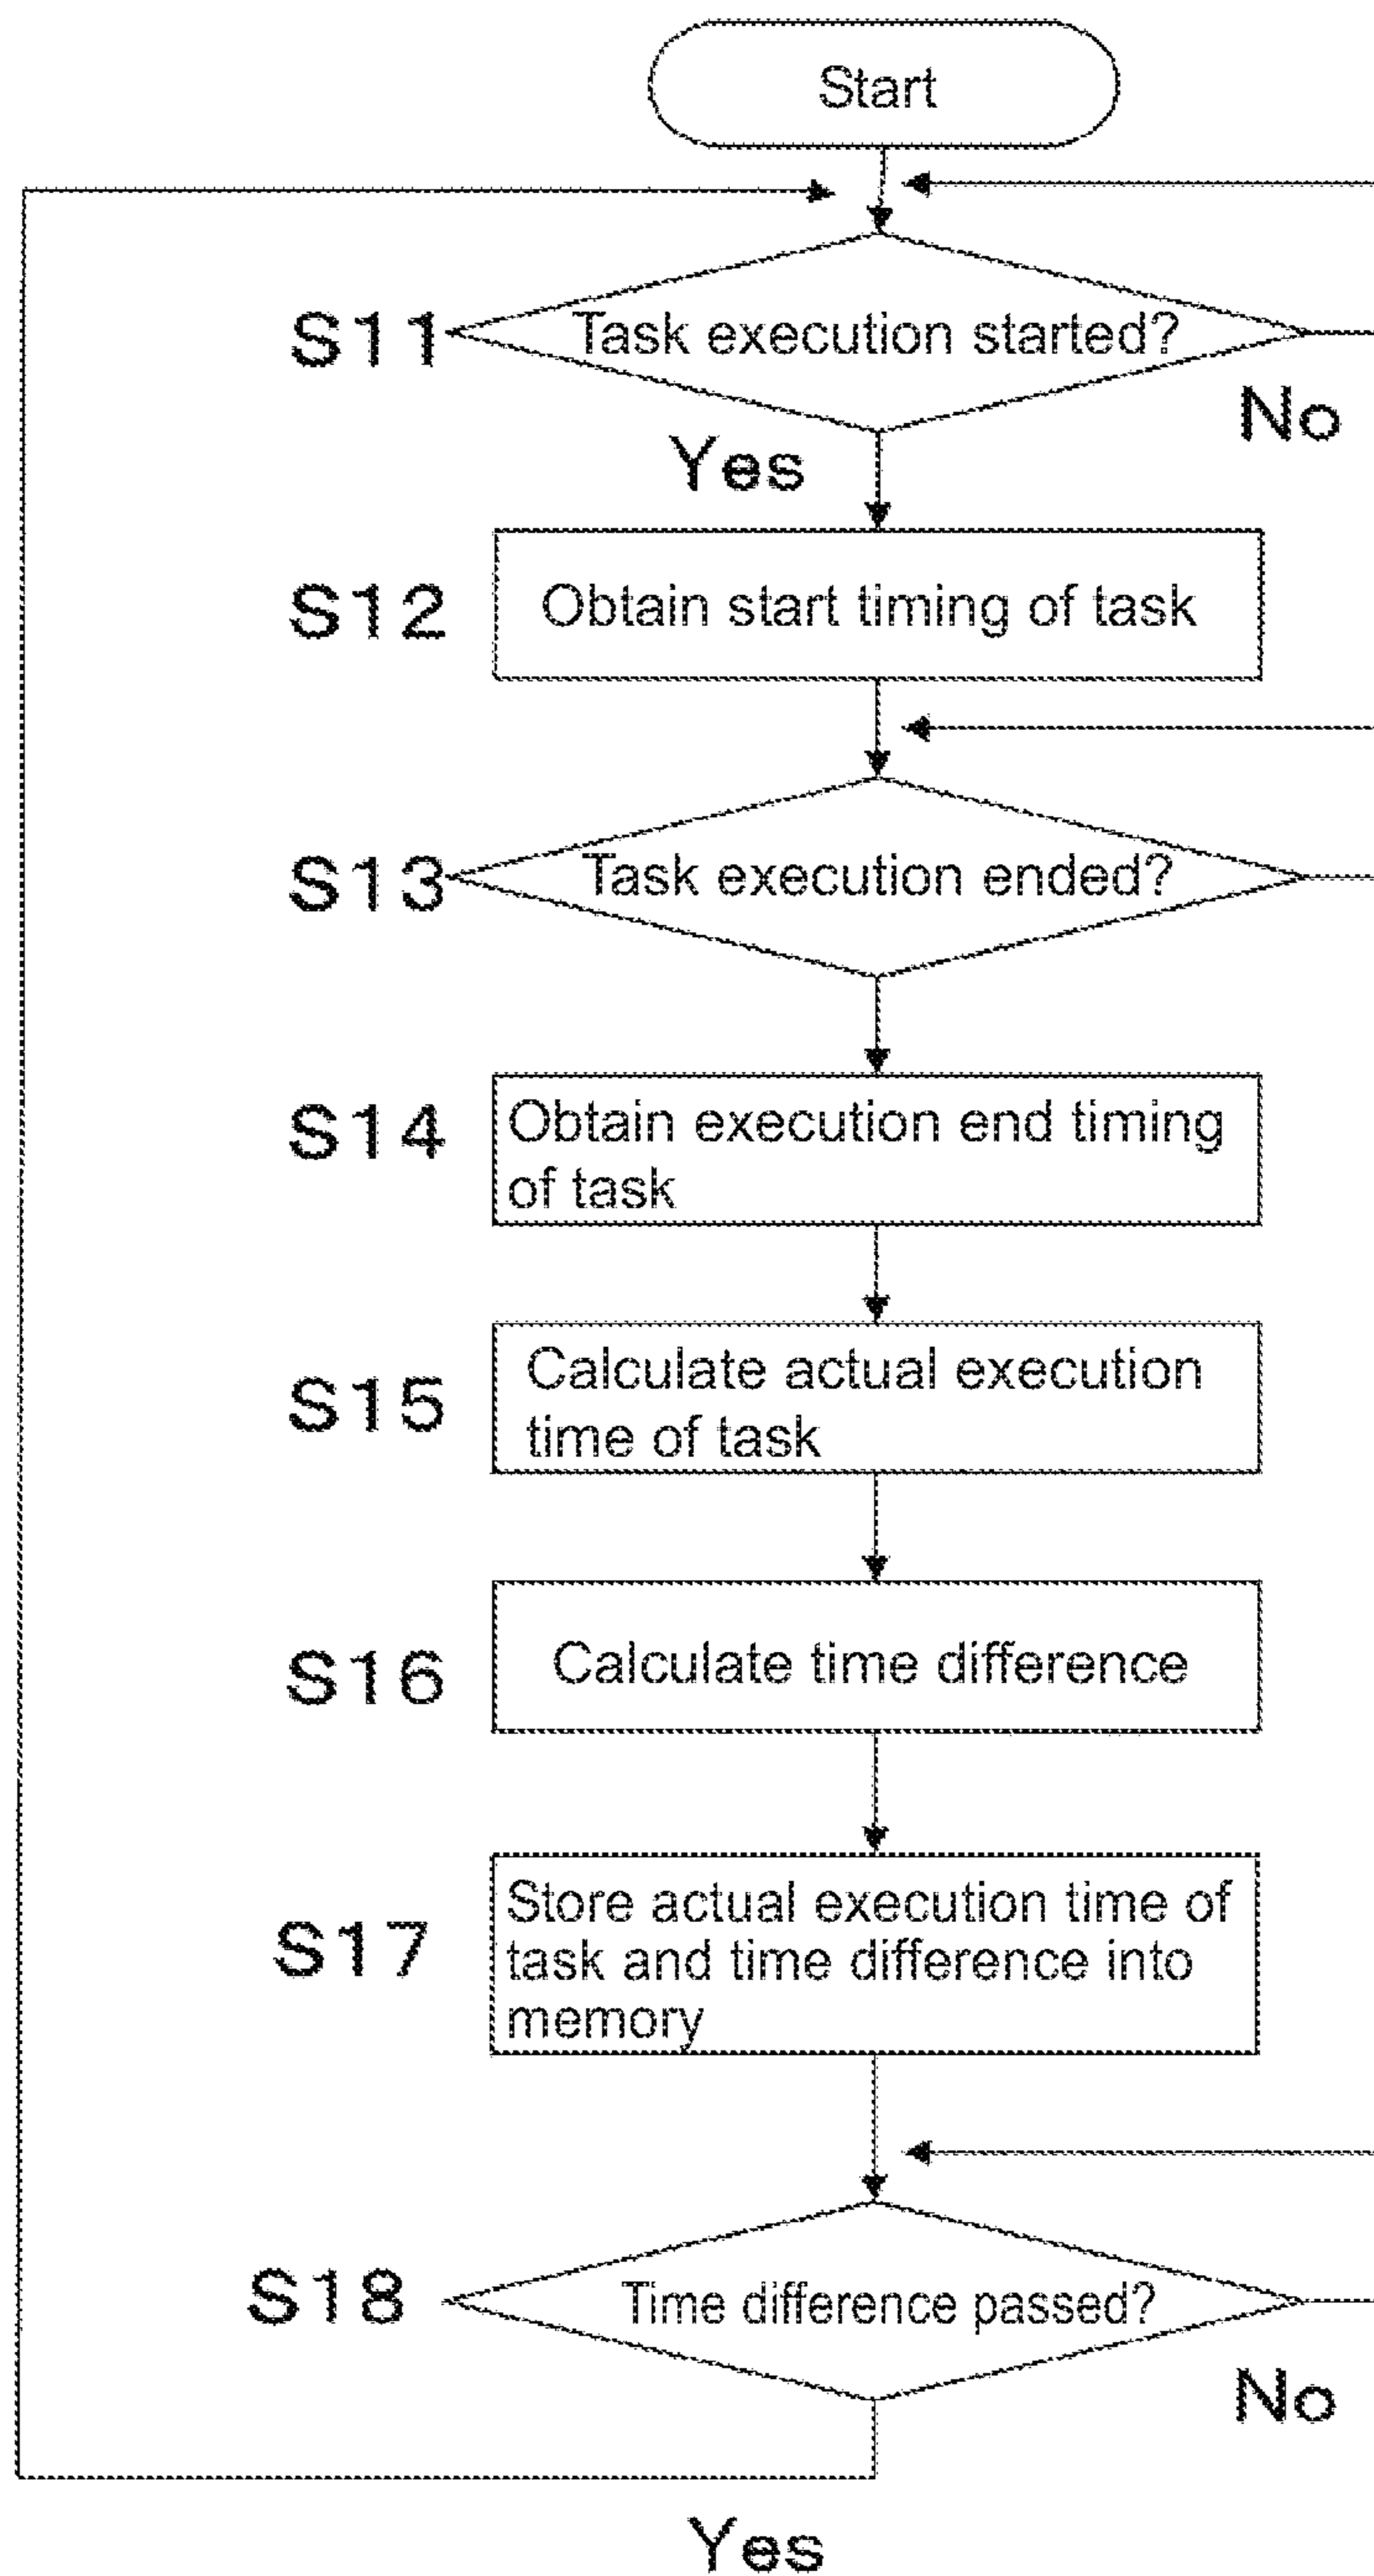 Start
S11
Task execution started?
No
Yes
S12
Obtain start timing of task
S13
Task execution ended?
S14
Obtain execution end timing
of task
S15
Calculate actual execution
time of task
S16
Calculate time difference
S17
Store actual execution time of
task and time difference into
memory
S18
Time difference passed?
No
Yes